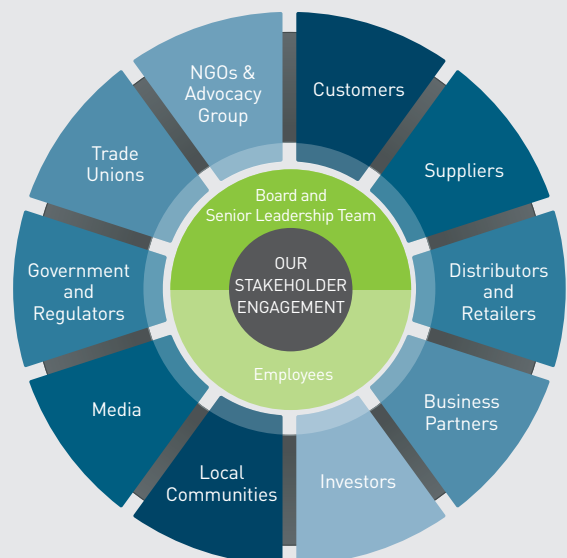 NGOs &
Advocacy
Group
Customers
Suppliers
Distributors
and
Retailers
Business
Partners
Investors
Local
Communities
Media
Government
and
Regulators
Trade
Unions
Board and
Senior Leadership Team
OUR
STAKEHOLDER
ENGAGEMENT
Employees